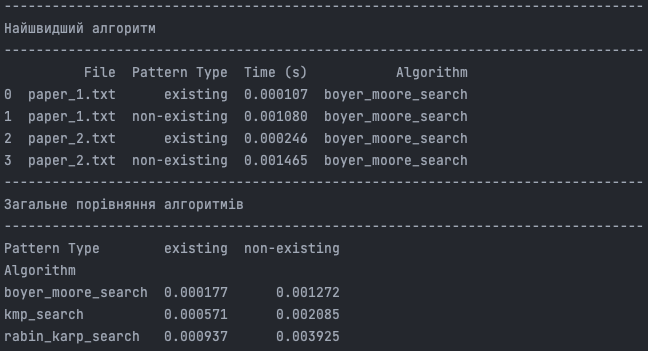 --------------------------------------------------------------------------------
Найшвидший алгоритм
--------------------------------------------------------------------------------
          File  Pattern Type  Time (s)           Algorithm
0  paper_1.txt      existing  0.000107  boyer_moore_search
1  paper_1.txt  non-existing  0.001080  boyer_moore_search
2  paper_2.txt      existing  0.000246  boyer_moore_search
3  paper_2.txt  non-existing  0.001465  boyer_moore_search
--------------------------------------------------------------------------------
Загальне порівняння алгоритмів
--------------------------------------------------------------------------------
Pattern Type        existing  non-existing
Algorithm
boyer_moore_search  0.000177      0.001272
kmp_search          0.000571      0.002085
rabin_karp_search   0.000937      0.003925